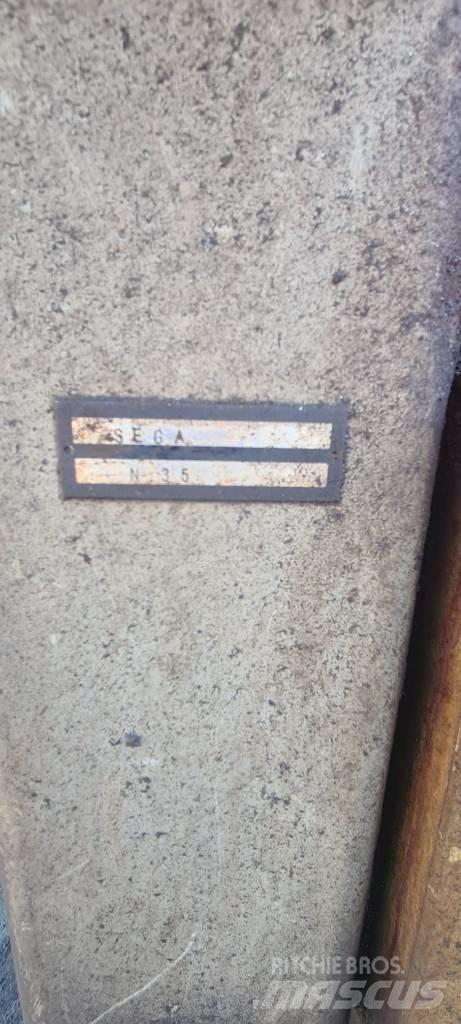 SEGA
N 35
RITCHIE BROS.
MASCUS